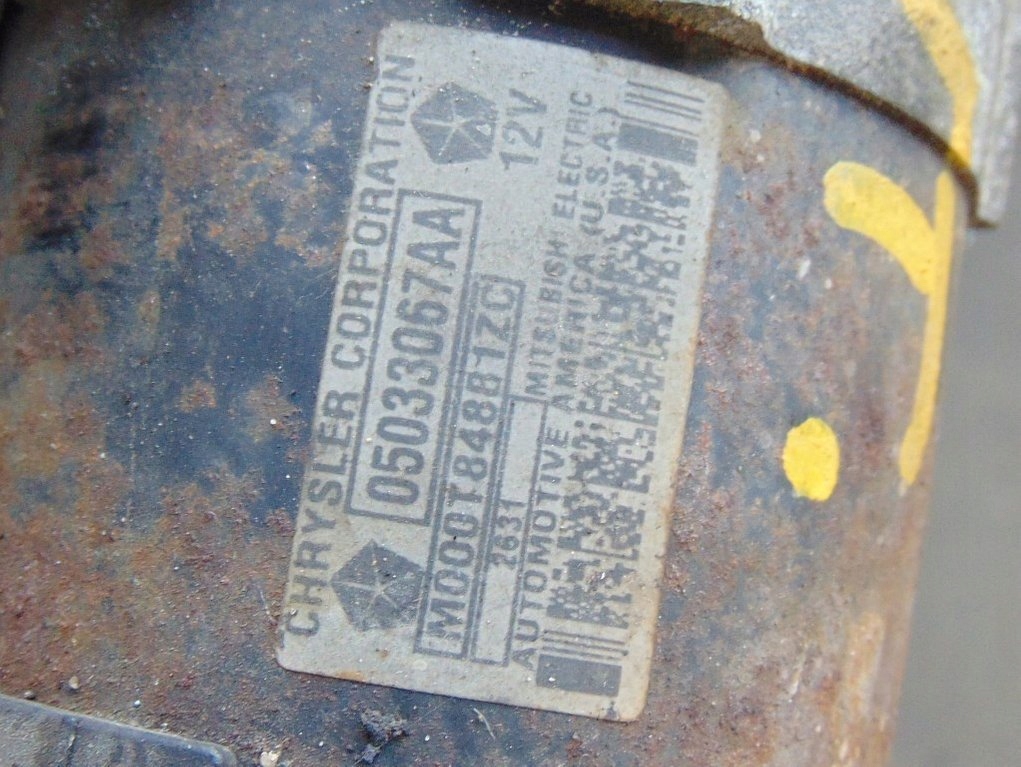 CHRYSLER CORPORATION
05033067AA
12V
M000T84881ZC
2631
MITSUBISHI ELECTRIC
AUTOMOTIVE AMERICA (U.S.A.)